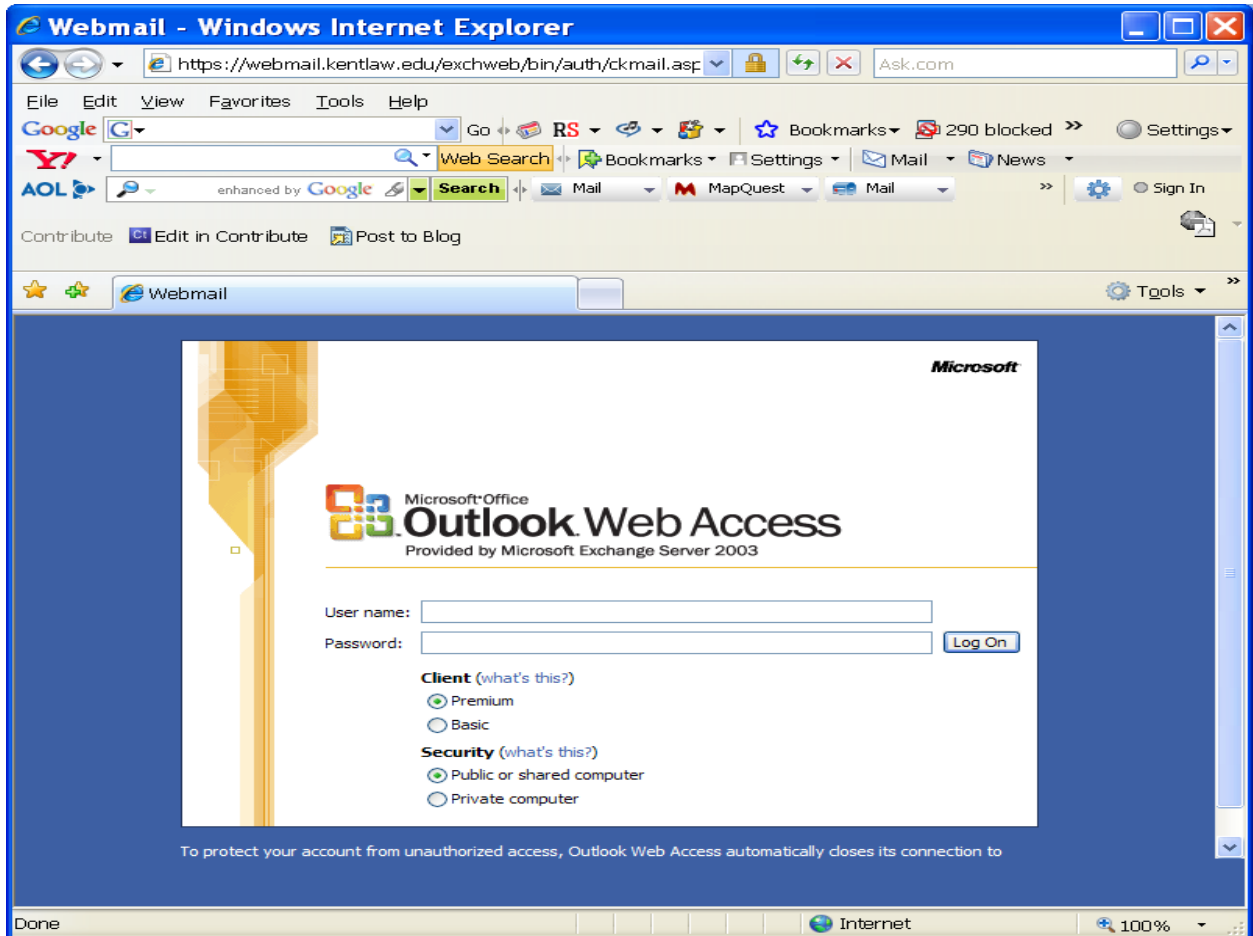 Webmail - Windows Internet Explorer
https://webmail.kentlaw.edu/exchweb/bin/auth/ckmail.asp Ask.com
File Edit View Favorites Tools Help
Google G Go RS Bookmarks 290 blocked » Settings
Y! Web Search Bookmarks Settings Mail News
AOL enhanced by Google Search Mail M MapQuest Mail » Sign In
Contribute Ct Edit in Contribute Post to Blog
Webmail Tools »
Microsoft
Microsoft Office
Outlook Web Access
Provided by Microsoft Exchange Server 2003
User name:
Password: Log On
Client (what's this?)
Premium
Basic
Security (what's this?)
Public or shared computer
Private computer
To protect your account from unauthorized access, Outlook Web Access automatically closes its connection to
Done Internet 100%